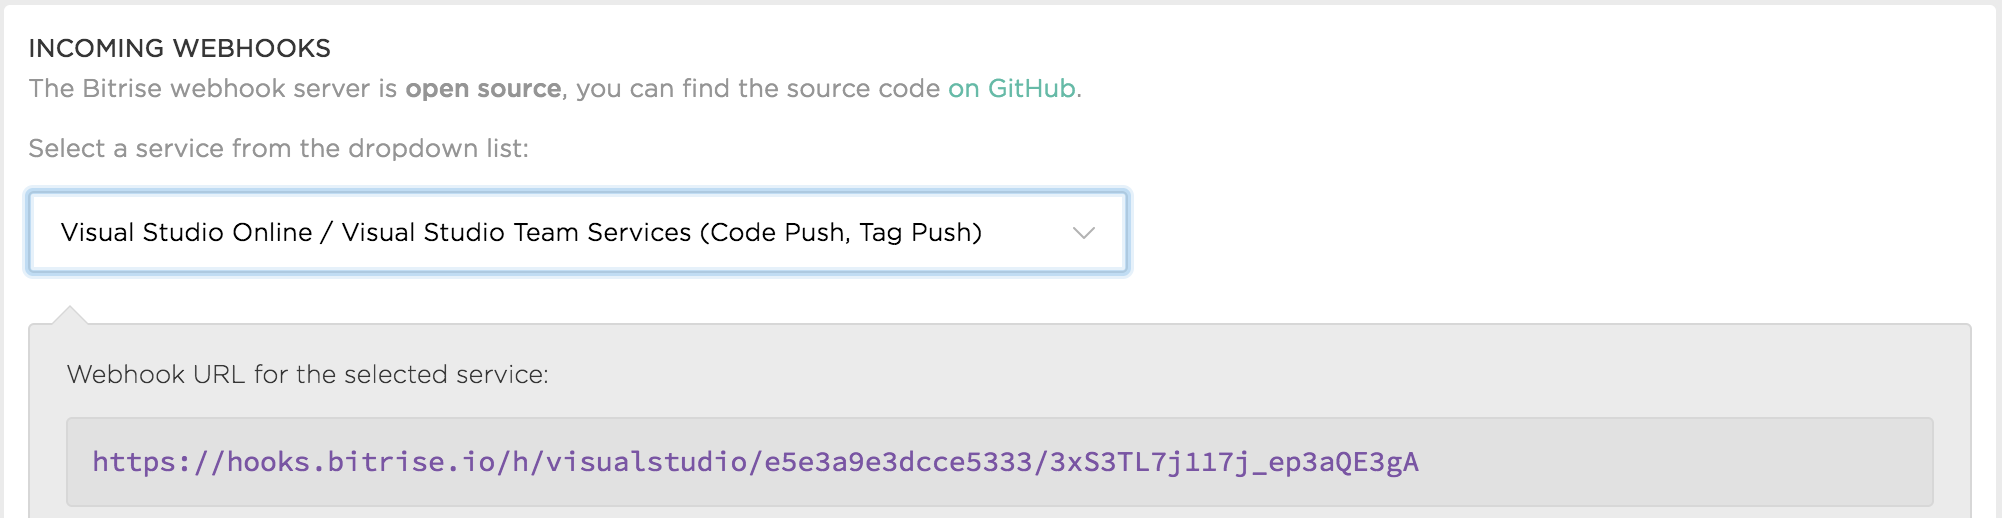 INCOMING WEBHOOKS
The Bitrise webhook server is open source, you can find the source code on GitHub.
Select a service from the dropdown list:
Visual Studio Online / Visual Studio Team Services (Code Push, Tag Push)
Webhook URL for the selected service:
https://hooks.bitrise.io/h/visualstudio/e5e3a9e3dcce5333/3xS3TL7j117j_ep3aQE3gA